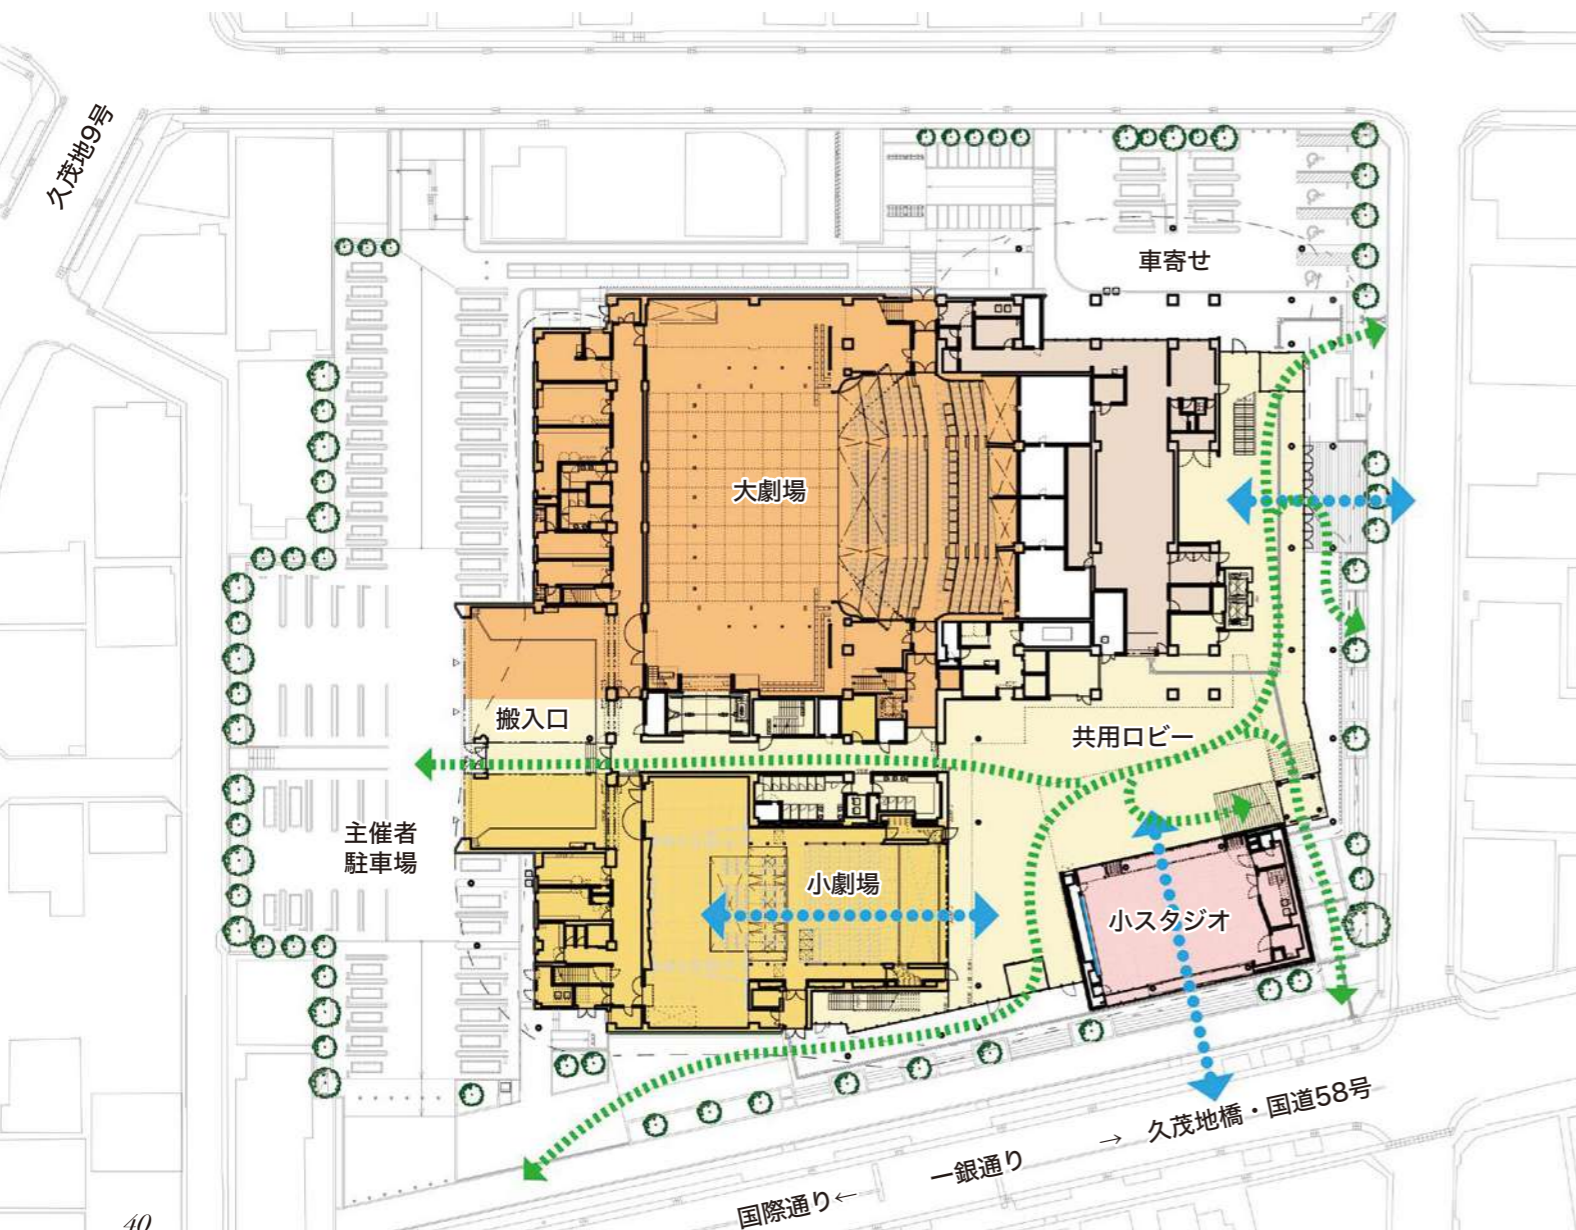 久茂地9号
車寄せ
大劇場
搬入口
共用ロビー
主催者
駐車場
小劇場
小スタジオ
→ 久茂地橋・国道58号
一銀通り
国際通り←
40